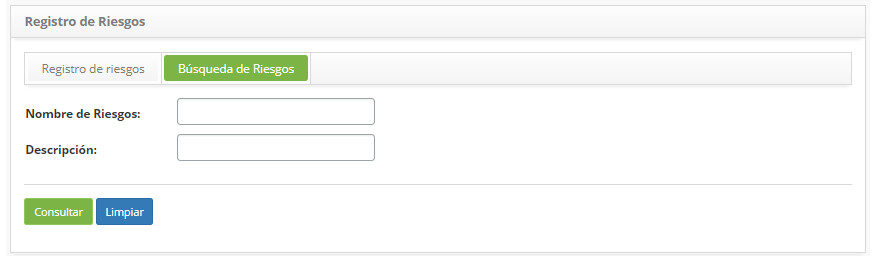 Registro de Riesgos
Registro de riesgos Búsqueda de Riesgos
Nombre de Riesgos:
Descripción:
Consultar Limpiar